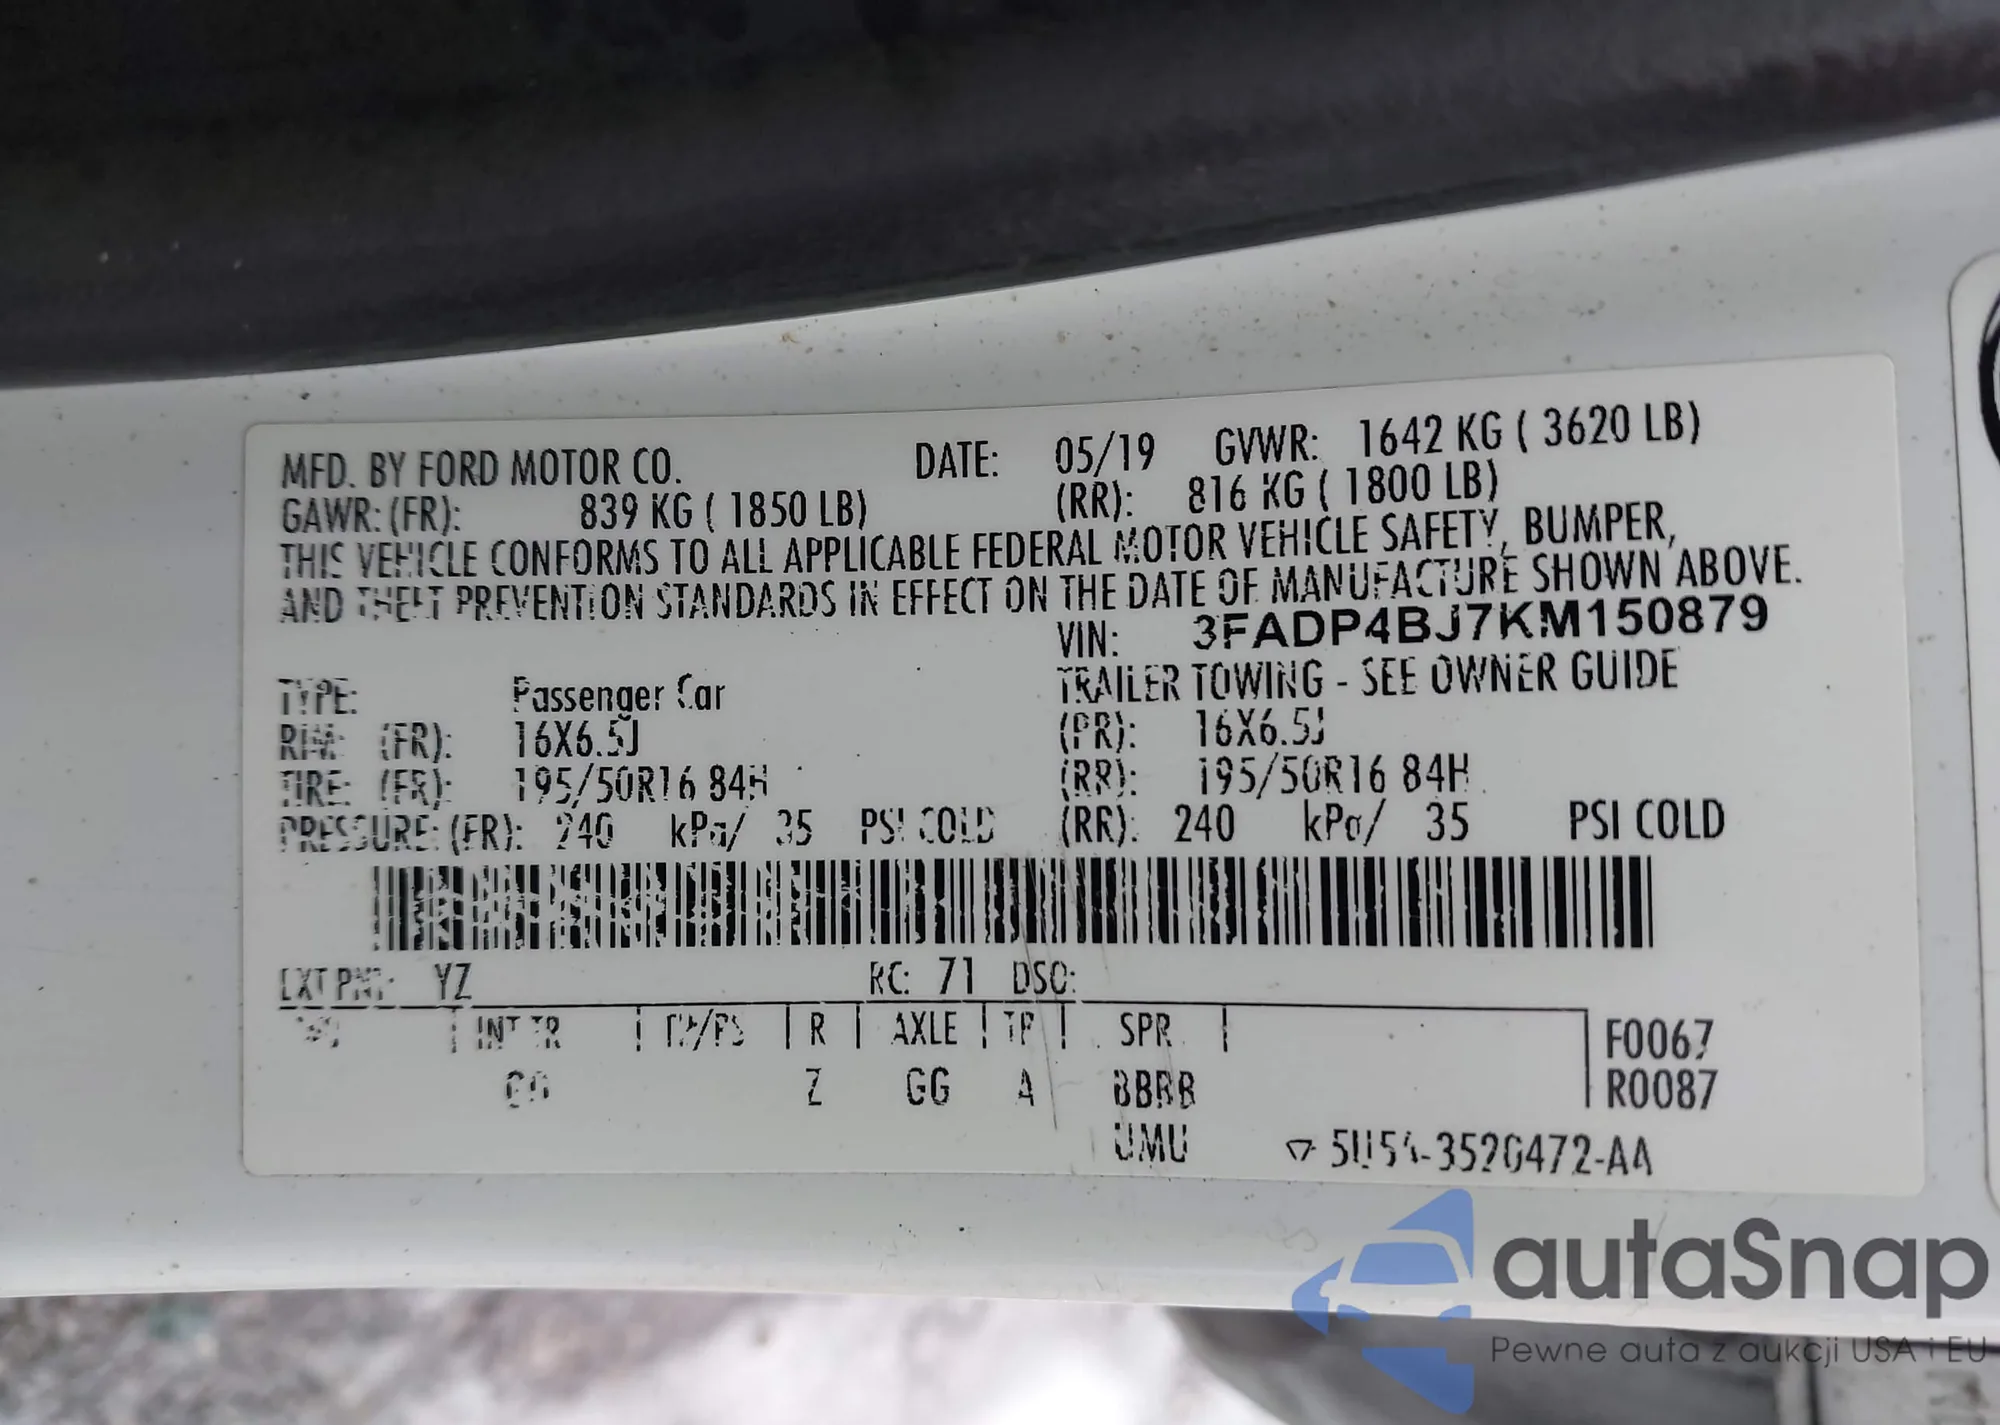 MFD. BY FORD MOTOR CO. DATE: 05/19 GVWR: 1642 KG ( 3620 LB)
GAWR: (FR): 839 KG ( 1850 LB) (RR): 816 KG ( 1800 LB)
THIS VEHICLE CONFORMS TO ALL APPLICABLE FEDERAL MOTOR VEHICLE SAFETY, BUMPER,
AND THEFT PREVENTION STANDARDS IN EFFECT ON THE DATE OF MANUFACTURE SHOWN ABOVE.
VIN: 3FADP4BJ7KM150879
TYPE: Passenger Car TRAILER TOWING - SEE OWNER GUIDE
RIM: (FR): 16X6.5J (RR): 16X6.5J
TIRE: (FR): 195/50R16 84H (RR): 195/50R16 84H
PRESSURE: (FR): 240 kPa/ 35 PSI COLD (RR): 240 kPa/ 35 PSI COLD
EXT PNT: YZ RC: 71 DSO:
INT TR TP/PS R AXLE TR SPR F0067
Z GG A BBBB R0087
UMU 5U5A-3520472-AA
autaSnap
Pewne auta z aukcji USA i EU